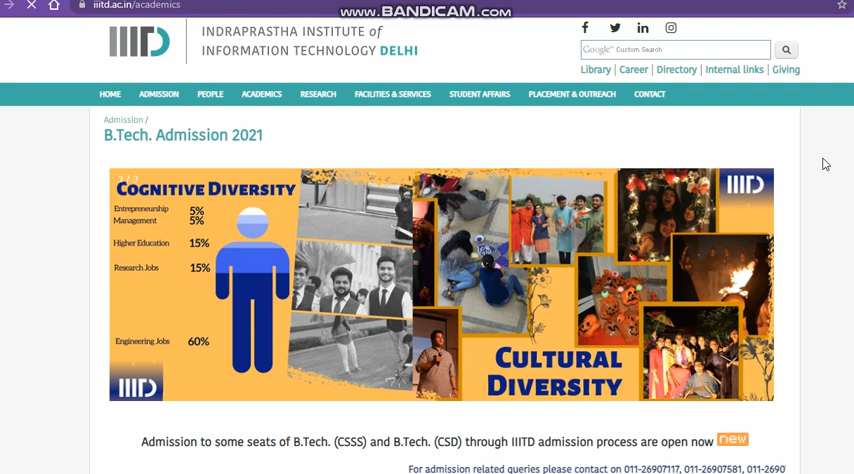 www.BANDICAM.com
iiitd.ac.in/academics
IIITD
INDRAPRASTHA INSTITUTE of
INFORMATION TECHNOLOGY DELHI
Google™ Custom Search
Library | Career | Directory | Internal links | Giving
HOME ADMISSION PEOPLE ACADEMICS RESEARCH FACILITIES & SERVICES STUDENT AFFAIRS PLACEMENT & OUTREACH CONTACT
Admission /
B.Tech. Admission 2021
3 / 3
COGNITIVE DIVERSITY
Entrepreneurship 5%
Management 5%
Higher Education 15%
Research Jobs 15%
Engineering Jobs 60%
IIITD
IIITD
CULTURAL
DIVERSITY
Admission to some seats of B.Tech. (CSSS) and B.Tech. (CSD) through IIITD admission process are open now new
For admission related queries please contact on 011-26907117, 011-26907581, 011-2690